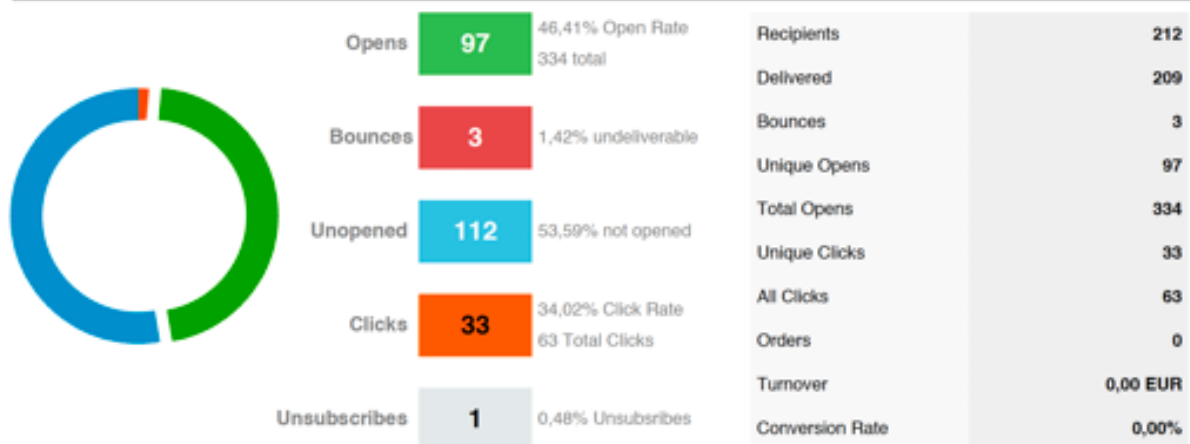 Opens 97 46,41% Open Rate
334 total
Bounces 3 1,42% undeliverable
Unopened 112 53,59% not opened
Clicks 33 34,02% Click Rate
63 Total Clicks
Unsubscribes 1 0,48% Unsubsribes
Recipients 212
Delivered 209
Bounces 3
Unique Opens 97
Total Opens 334
Unique Clicks 33
All Clicks 63
Orders 0
Turnover 0,00 EUR
Conversion Rate 0,00%